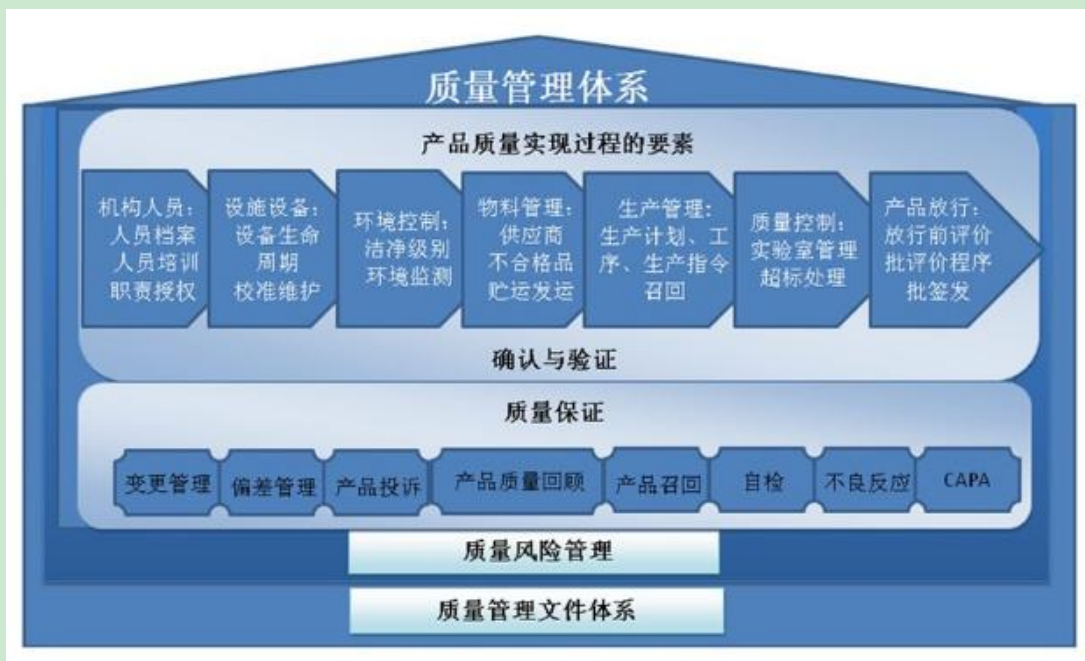 质量管理体系
产品质量实现过程的要素
机构人员：
人员档案
人员培训
职责授权
设施设备：
设备生命
周期
校准维护
环境控制；
洁净级别
环境监测
物料管理：
供应商
不合格品
贮运发运
生产管理：
生产计划、工
序、生产指令
召回
质量控制；
实验室管理
超标处理
产品放行：
放行前评价
批评价程序
批签发
确认与验证
质量保证
变更管理
偏差管理
产品投诉
产品质量回顾
产品召回
自检
不良反应
CAPA
质量风险管理
质量管理文件体系